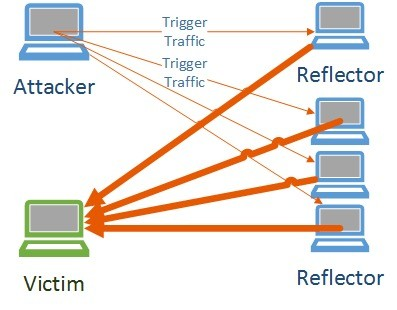 Trigger
Traffic
Trigger
Traffic
Attacker
Reflector
Victim
Reflector